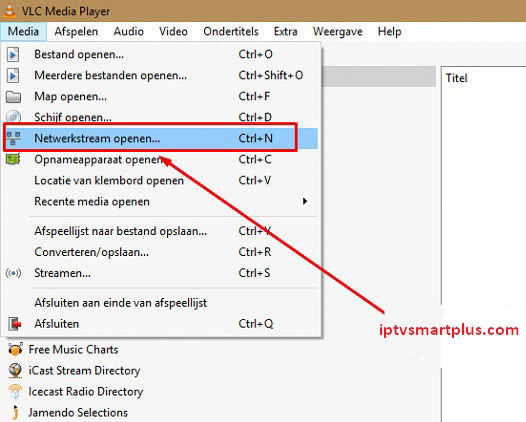 VLC Media Player
Media Afspelen Audio Video Ondertitels Extra Weergave Help
Bestand openen... Ctrl+O
Meerdere bestanden openen... Ctrl+Shift+O
Map openen... Ctrl+F
Schijf openen... Ctrl+D
Netwerkstream openen... Ctrl+N
Opnameapparaat openen Ctrl+C
Locatie van klembord openen Ctrl+V
Recente media openen
Afspeellijst naar bestand opslaan... Ctrl+Y
Converteren/opslaan... Ctrl+R
Streamen... Ctrl+S
Afsluiten aan einde van afspeellijst
Afsluiten Ctrl+Q
Titel
iptvsmartplus.com
Free Music Charts
iCast Stream Directory
Icecast Radio Directory
Jamendo Selections